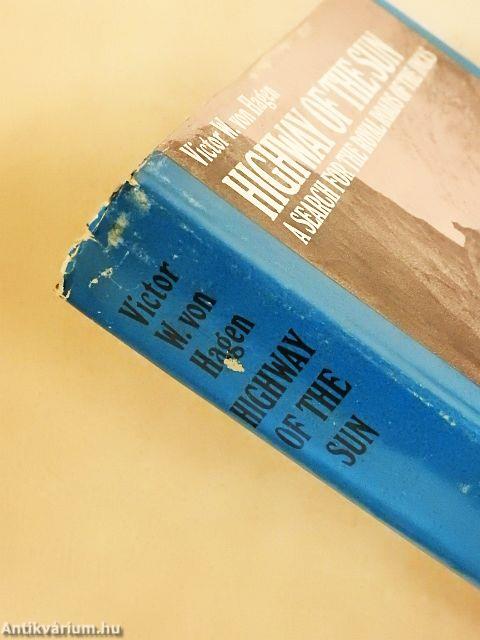 Victor W. von Hagen
HIGHWAY OF THE SUN
A SEARCH FOR THE ROYAL ROADS OF THE INCAS
Victor
W. von
Hagen
HIGHWAY
OF THE
SUN
Antikvárium.hu